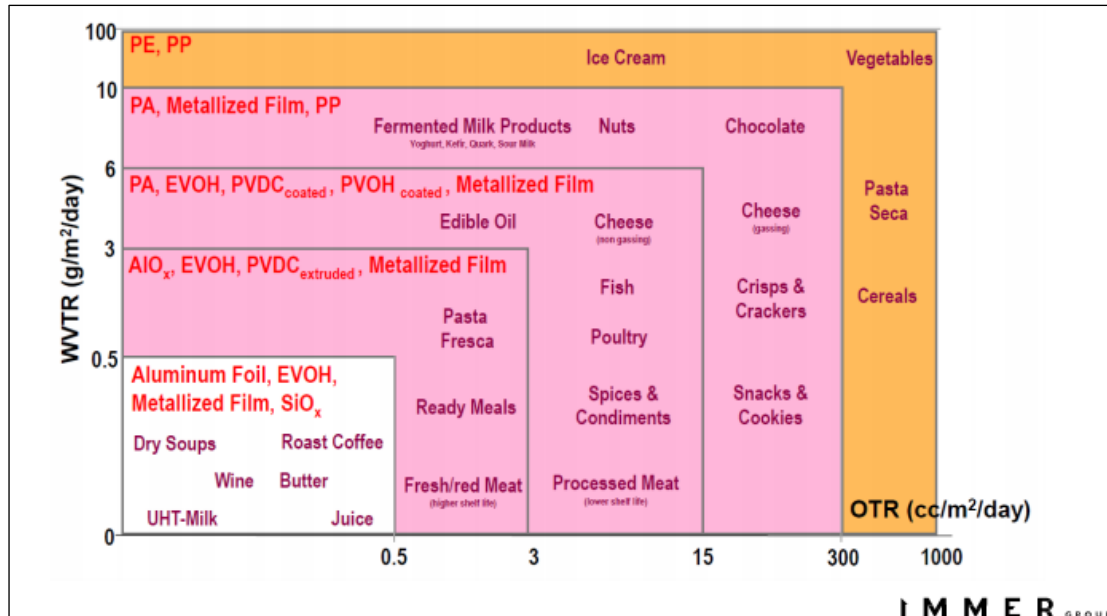 100
PE, PP
Ice Cream
Vegetables
10
PA, Metallized Film, PP
Fermented Milk Products
Yoghurt, Kefir, Quark, Sour Milk
Nuts
Chocolate
6
PA, EVOH, PVDCcoated, PVOH coated, Metallized Film
Pasta
Seca
Edible Oil
Cheese
(non gassing)
Cheese
(gassing)
3
AlOx, EVOH, PVDCextruded, Metallized Film
Fish
Crisps &
Crackers
Cereals
Pasta
Fresca
Poultry
0.5
Aluminum Foil, EVOH,
Metallized Film, SiOx
Ready Meals
Spices &
Condiments
Snacks &
Cookies
Dry Soups
Roast Coffee
Wine
Butter
Fresh/red Meat
(higher shelf life)
Processed Meat
(lower shelf life)
UHT-Milk
Juice
OTR (cc/m²/day)
WVTR (g/m²/day)
0
0.5
3
15
300
1000
IMMER GROUP